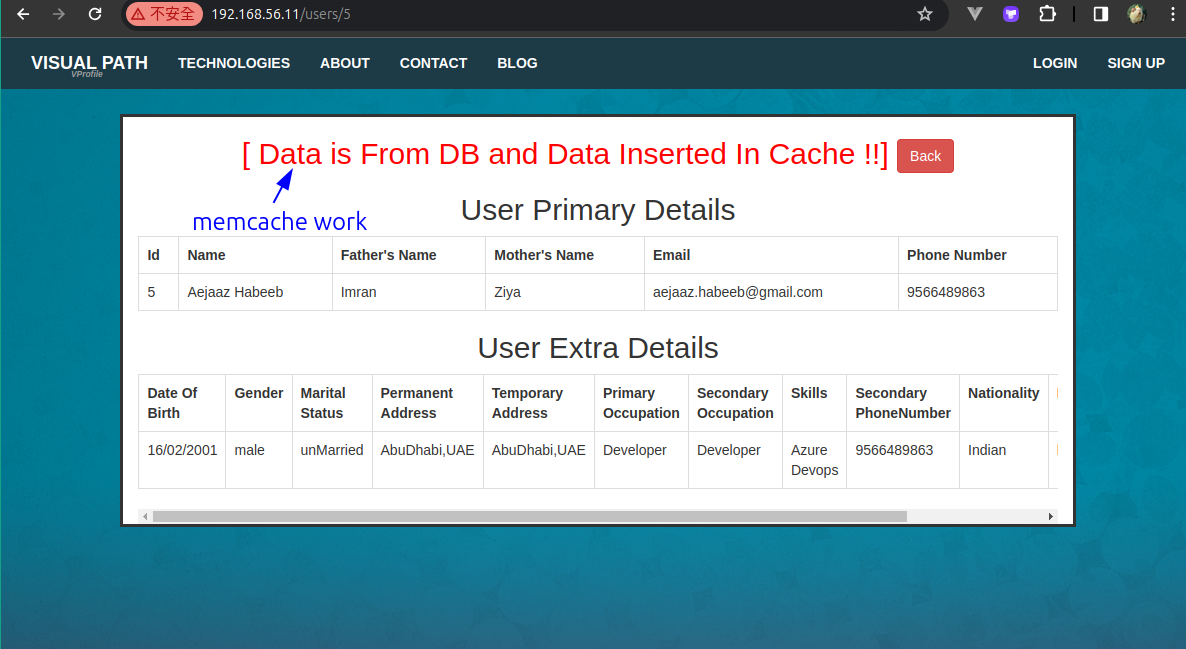 不安全 192.168.56.11/users/5
VISUAL PATH TECHNOLOGIES ABOUT CONTACT BLOG LOGIN SIGN UP
VProfile
[ Data is From DB and Data Inserted In Cache !!] Back
memcache work
User Primary Details
Id Name Father's Name Mother's Name Email Phone Number
5 Aejaaz Habeeb Imran Ziya aejaaz.habeeb@gmail.com 9566489863
User Extra Details
Date Of Gender Marital Permanent Temporary Primary Secondary Skills Secondary Nationality
Birth Status Address Address Occupation Occupation PhoneNumber
16/02/2001 male unMarried AbuDhabi,UAE AbuDhabi,UAE Developer Developer Azure 9566489863 Indian
Devops